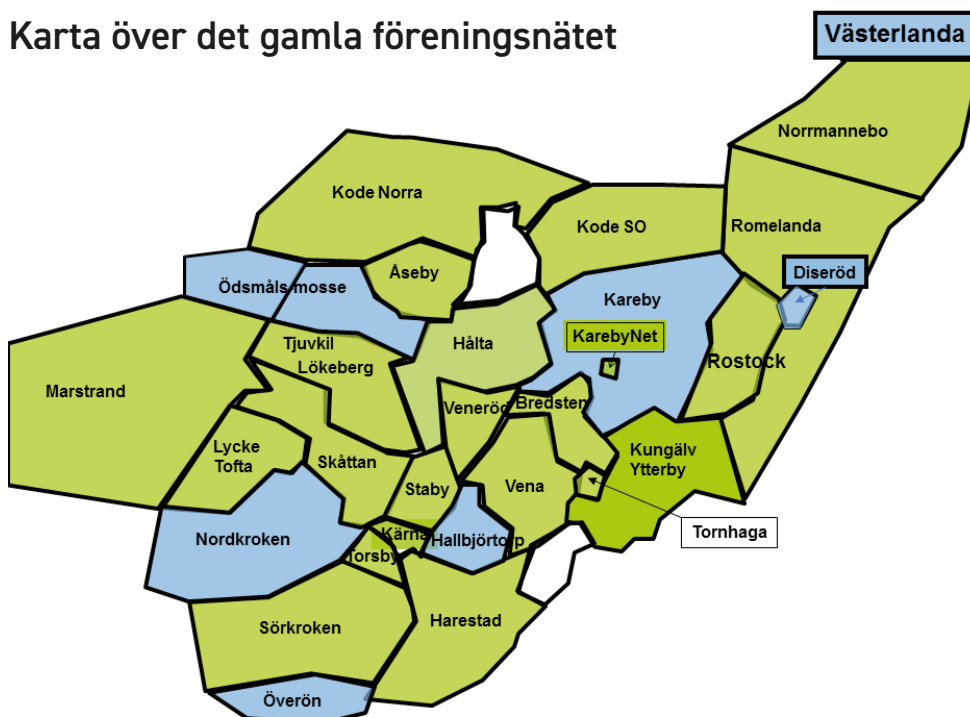 Karta över det gamla föreningsnätet
Västerlanda
Norrmannebo
Kode Norra
Kode SO
Romelanda
Åseby
Diseröd
Ödsmåls mosse
Kareby
KarebyNet
Tjuvkil
Lökeberg
Hålta
Rostock
Marstrand
Veneröd
Bredsten
Lycke
Tofta
Skåttan
Kungälv
Ytterby
Staby
Vena
Nordkroken
Kärna
Hallbjörtorp
Tornhaga
Torsby
Sörkroken
Harestad
Överön